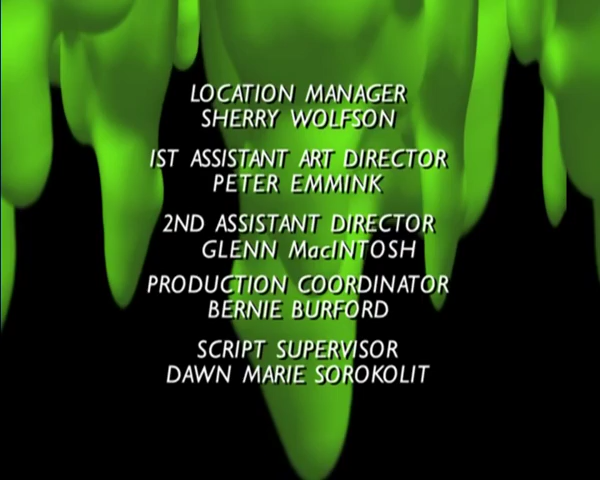 LOCATION MANAGER
SHERRY WOLFSON
1ST ASSISTANT ART DIRECTOR
PETER EMMINK
2ND ASSISTANT DIRECTOR
GLENN MacINTOSH
PRODUCTION COORDINATOR
BERNIE BURFORD
SCRIPT SUPERVISOR
DAWN MARIE SOROKOLIT